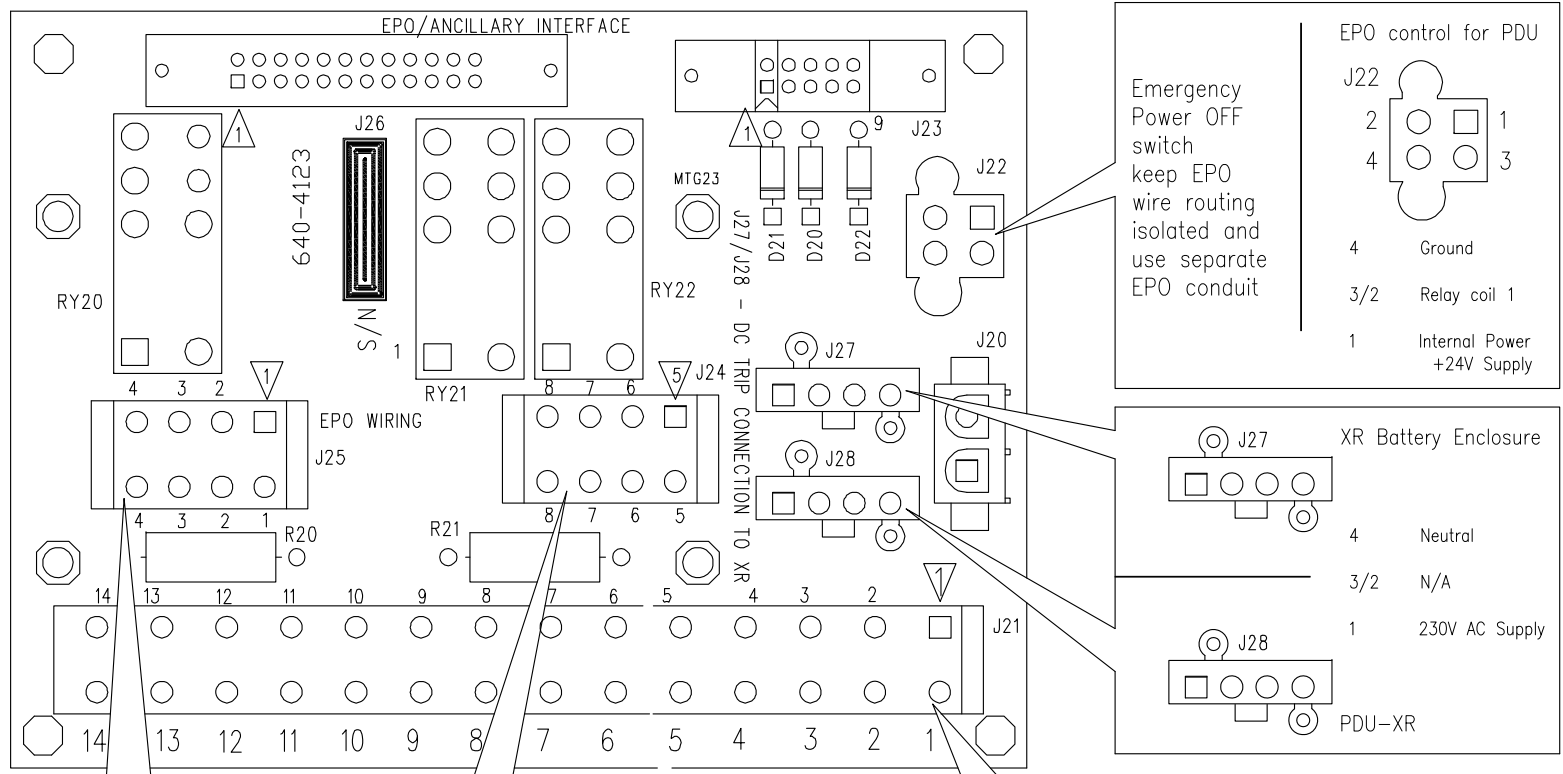 EPO/ANCILLARY INTERFACE
1
J26
640-4123
S/N
RY20
1
RY21
RY22
MTG23
1
9
J23
D21
D20
D22
J22
J27/J28 - DC TRIP CONNECTION TO XR
J27
J20
J28
4 3 2 1
EPO WIRING
J25
4 3 2 1
8 7 6 5
J24
8 7 6 5
R20
R21
14 13 12 11 10 9 8 7 6 5 4 3 2 1
J21
14 13 12 11 10 9 8 7 6 5 4 3 2 1
Emergency
Power OFF
switch
keep EPO
wire routing
isolated and
use separate
EPO conduit
EPO control for PDU
J22
2 1
4 3
4 Ground
3/2 Relay coil 1
1 Internal Power
+24V Supply
J27
XR Battery Enclosure
4 Neutral
3/2 N/A
1 230V AC Supply
J28
PDU-XR